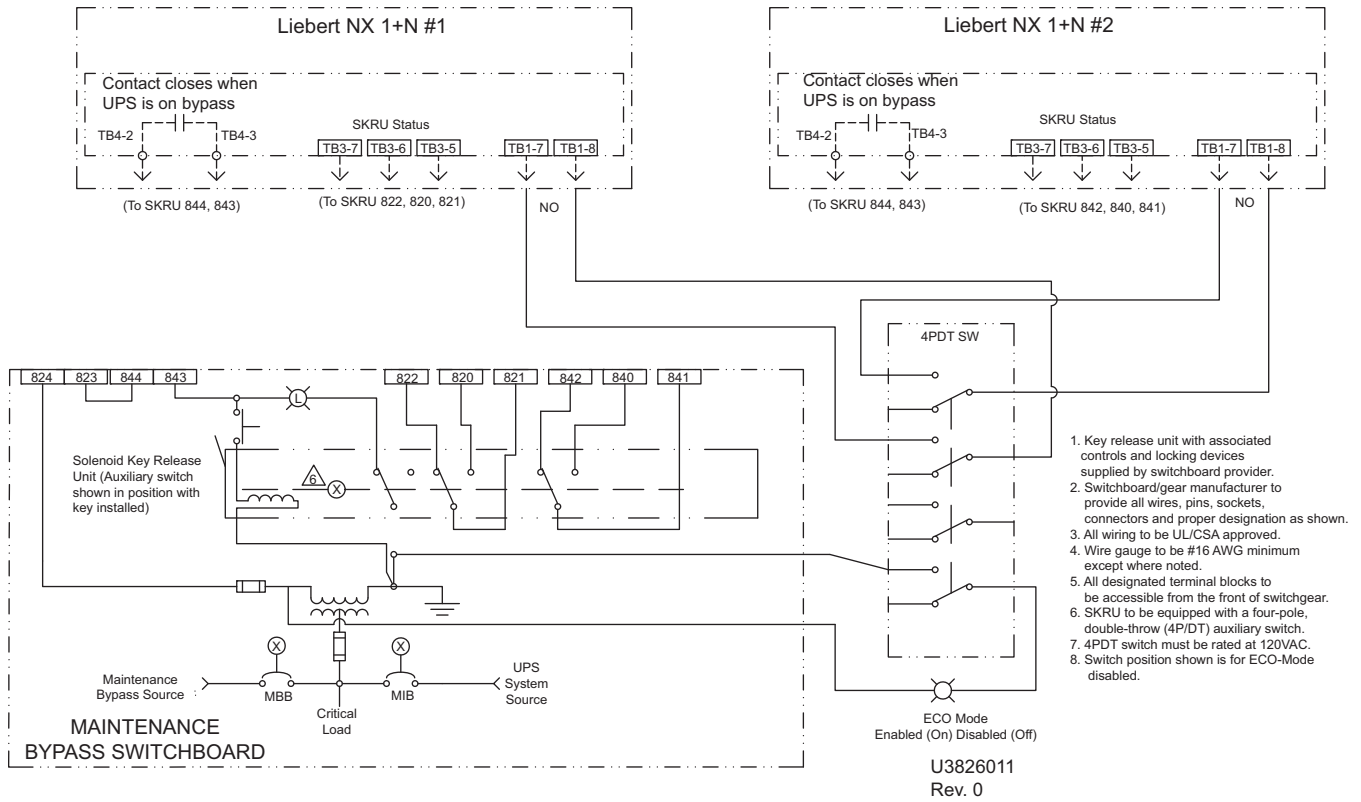 Liebert NX 1+N #1
Contact closes when
UPS is on bypass
TB4-2
TB4-3
SKRU Status
TB3-7
TB3-6
TB3-5
TB1-7
TB1-8
(To SKRU 844, 843)
(To SKRU 822, 820, 821)
NO
Liebert NX 1+N #2
Contact closes when
UPS is on bypass
TB4-2
TB4-3
SKRU Status
TB3-7
TB3-6
TB3-5
TB1-7
TB1-8
(To SKRU 844, 843)
(To SKRU 842, 840, 841)
NO
4PDT SW
824
823
844
843
822
820
821
842
840
841
L
Solenoid Key Release
Unit (Auxiliary switch
shown in position with
key installed)
6
X
X
X
Maintenance
Bypass Source
MBB
Critical
Load
MIB
UPS
System
Source
MAINTENANCE
BYPASS SWITCHBOARD
ECO Mode
Enabled (On) Disabled (Off)
1. Key release unit with associated
controls and locking devices
supplied by switchboard provider.
2. Switchboard/gear manufacturer to
provide all wires, pins, sockets,
connectors and proper designation as shown.
3. All wiring to be UL/CSA approved.
4. Wire gauge to be #16 AWG minimum
except where noted.
5. All designated terminal blocks to
be accessible from the front of switchgear.
6. SKRU to be equipped with a four-pole,
double-throw (4P/DT) auxiliary switch.
7. 4PDT switch must be rated at 120VAC.
8. Switch position shown is for ECO-Mode
disabled.
U3826011
Rev. 0